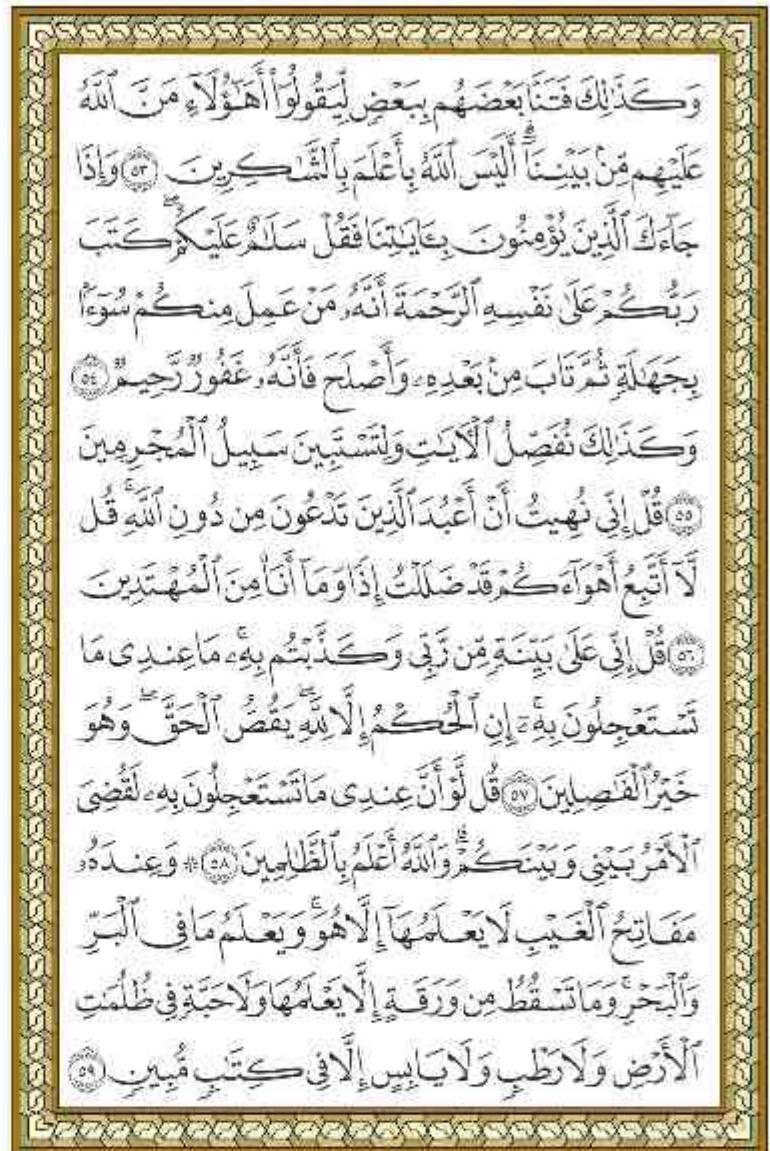 وَكَذَٰلِكَ فَتَنَّا بَعْضَهُم بِبَعْضٍ لِّيَقُولُوٓا۟ أَهَـٰٓؤُلَآءِ مَنَّ ٱللَّهُ
عَلَيْهِم مِّنۢ بَيْنِنَآ ۗ أَلَيْسَ ٱللَّهُ بِأَعْلَمَ بِٱلشَّـٰكِرِينَ ۝٥٣ وَإِذَا
جَآءَكَ ٱلَّذِينَ يُؤْمِنُونَ بِـَٔايَـٰتِنَا فَقُلْ سَلَـٰمٌ عَلَيْكُمْ ۖ كَتَبَ
رَبُّكُمْ عَلَىٰ نَفْسِهِ ٱلرَّحْمَةَ ۖ أَنَّهُۥ مَنْ عَمِلَ مِنكُمْ سُوٓءًۢا
بِجَهَـٰلَةٍ ثُمَّ تَابَ مِنۢ بَعْدِهِۦ وَأَصْلَحَ فَأَنَّهُۥ غَفُورٌ رَّحِيمٌ ۝٥٤
وَكَذَٰلِكَ نُفَصِّلُ ٱلْـَٔايَـٰتِ وَلِتَسْتَبِينَ سَبِيلُ ٱلْمُجْرِمِينَ
۝٥٥ قُلْ إِنِّى نُهِيتُ أَنْ أَعْبُدَ ٱلَّذِينَ تَدْعُونَ مِن دُونِ ٱللَّهِ ۚ قُل
لَّآ أَتَّبِعُ أَهْوَآءَكُمْ ۙ قَدْ ضَلَلْتُ إِذًا وَمَآ أَنَا۠ مِنَ ٱلْمُهْتَدِينَ
۝٥٦ قُلْ إِنِّى عَلَىٰ بَيِّنَةٍ مِّن رَّبِّى وَكَذَّبْتُم بِهِۦ ۚ مَا عِندِى مَا
تَسْتَعْجِلُونَ بِهِۦٓ ۚ إِنِ ٱلْحُكْمُ إِلَّا لِلَّهِ ۖ يَقُصُّ ٱلْحَقَّ ۖ وَهُوَ
خَيْرُ ٱلْفَـٰصِلِينَ ۝٥٧ قُل لَّوْ أَنَّ عِندِى مَا تَسْتَعْجِلُونَ بِهِۦ لَقُضِىَ
ٱلْأَمْرُ بَيْنِى وَبَيْنَكُمْ ۗ وَٱللَّهُ أَعْلَمُ بِٱلظَّـٰلِمِينَ ۝٥٨ ۞ وَعِندَهُۥ
مَفَاتِحُ ٱلْغَيْبِ لَا يَعْلَمُهَآ إِلَّا هُوَ ۚ وَيَعْلَمُ مَا فِى ٱلْبَرِّ
وَٱلْبَحْرِ ۚ وَمَا تَسْقُطُ مِن وَرَقَةٍ إِلَّا يَعْلَمُهَا وَلَا حَبَّةٍ فِى ظُلُمَـٰتِ
ٱلْأَرْضِ وَلَا رَطْبٍ وَلَا يَابِسٍ إِلَّا فِى كِتَـٰبٍ مُّبِينٍ ۝٥٩